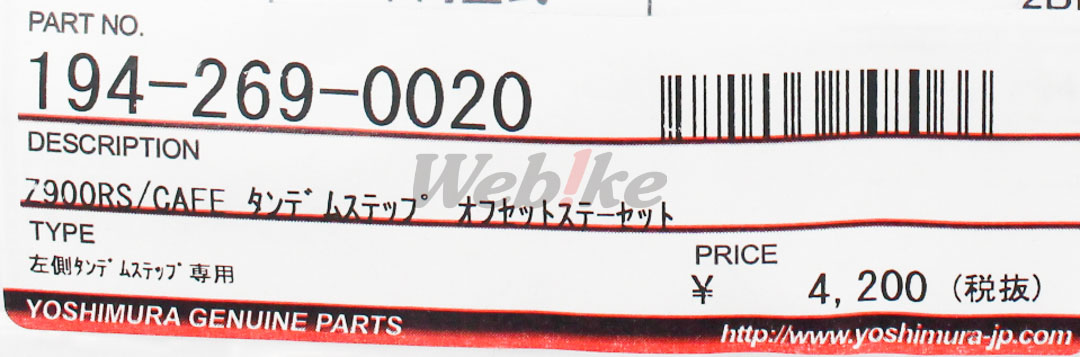 PART NO.
194-269-0020
DESCRIPTION
Z900RS/CAFE ﾀﾝﾃﾞﾑｽﾃｯﾌﾟ ｵﾌｾｯﾄｽﾃｰｾｯﾄ
Web!ke
TYPE
左側ﾀﾝﾃﾞﾑｽﾃｯﾌﾟ専用
PRICE
¥ 4,200 (税抜)
YOSHIMURA GENUINE PARTS
http://www.yoshimura-jp.com